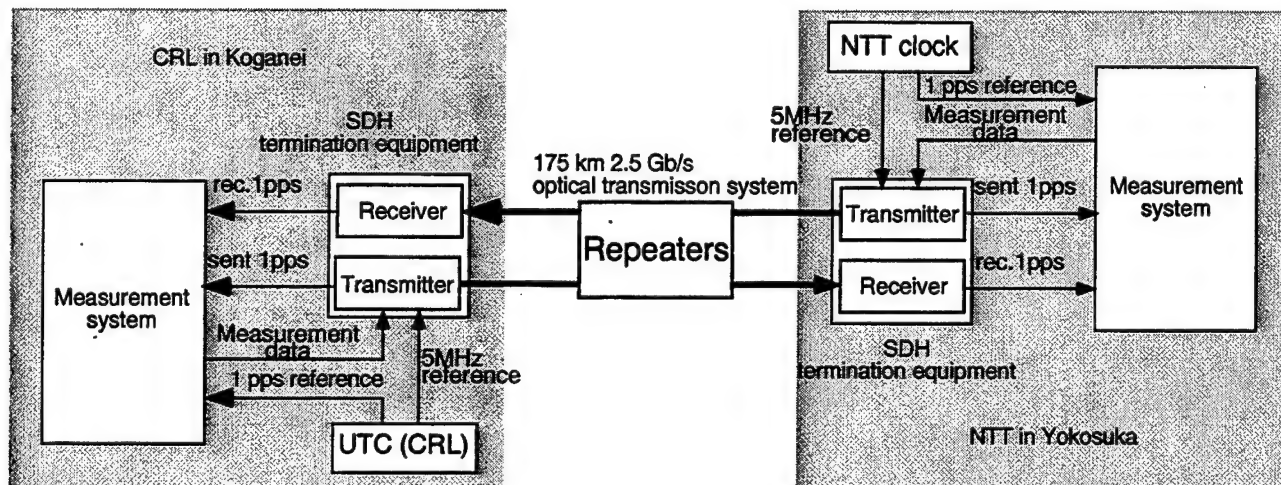 CRL in Koganei
SDH
termination equipment
rec.1pps
Receiver
sent 1pps
Transmitter
Measurement
system
Measurement
data
1 pps reference
5MHz
reference
UTC (CRL)
175 km 2.5 Gb/s
optical transmisson system
Repeaters
NTT clock
1 pps reference
5MHz
reference
Measurement
data
Transmitter
sent 1pps
Receiver
rec.1pps
Measurement
system
SDH
termination equipment
NTT in Yokosuka